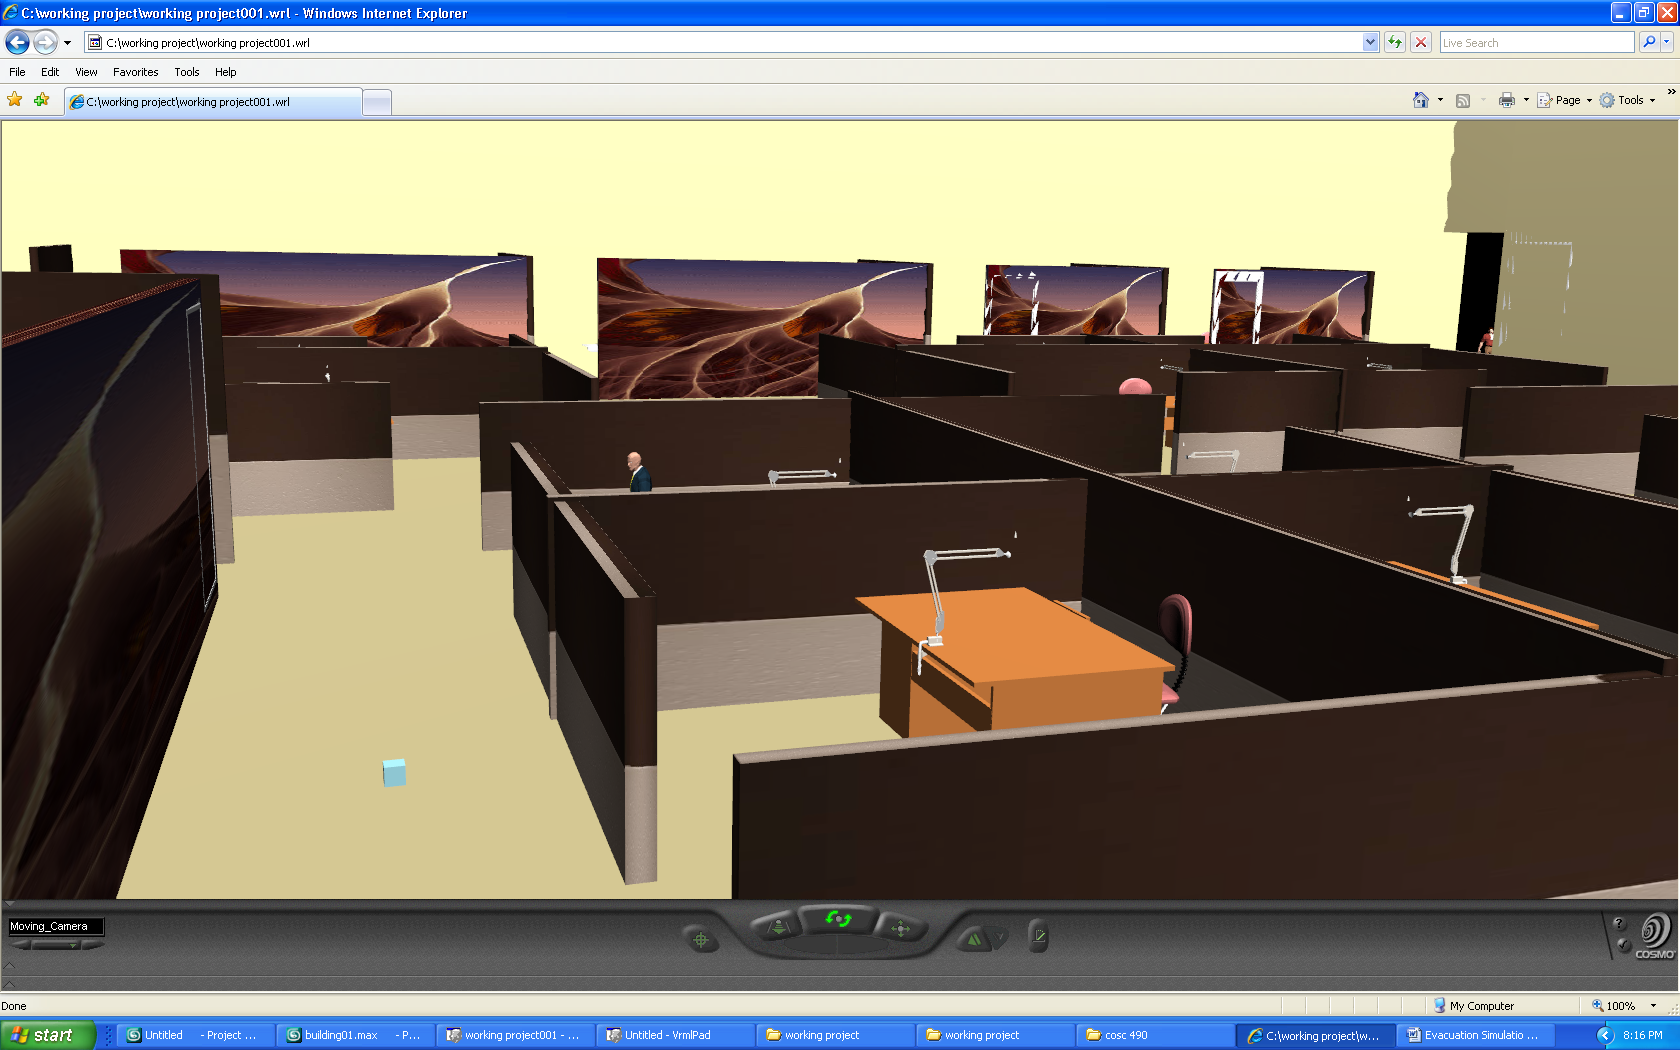 C:\working project\working project001.wrl - Windows Internet Explorer
C:\working project\working project001.wrl
Live Search
File Edit View Favorites Tools Help
C:\working project\working project001.wrl
Page Tools
Moving_Camera
COSMO
Done
My Computer
100%
start
Untitled - Project ...
building01.max - P...
working project001 - ...
Untitled - VrmlPad
working project
working project
cosc 490
C:\working project\w...
Evacuation Simulatio ...
8:16 PM